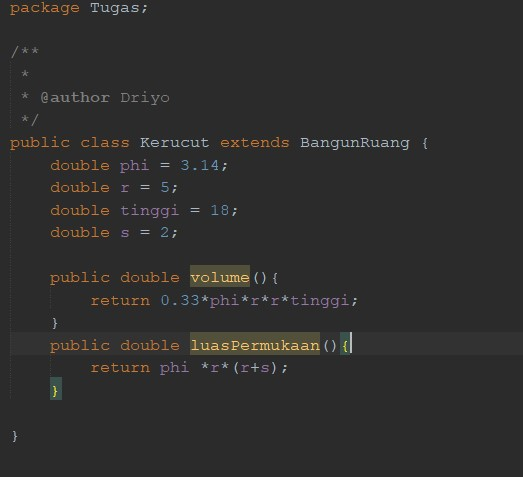 package Tugas;
/**
 *
 * @author Driyo
 */
public class Kerucut extends BangunRuang {
    double phi = 3.14;
    double r = 5;
    double tinggi = 18;
    double s = 2;
    public double volume(){
        return 0.33*phi*r*r*tinggi;
    }
    public double luasPermukaan(){
        return phi *r*(r+s);
    }
}